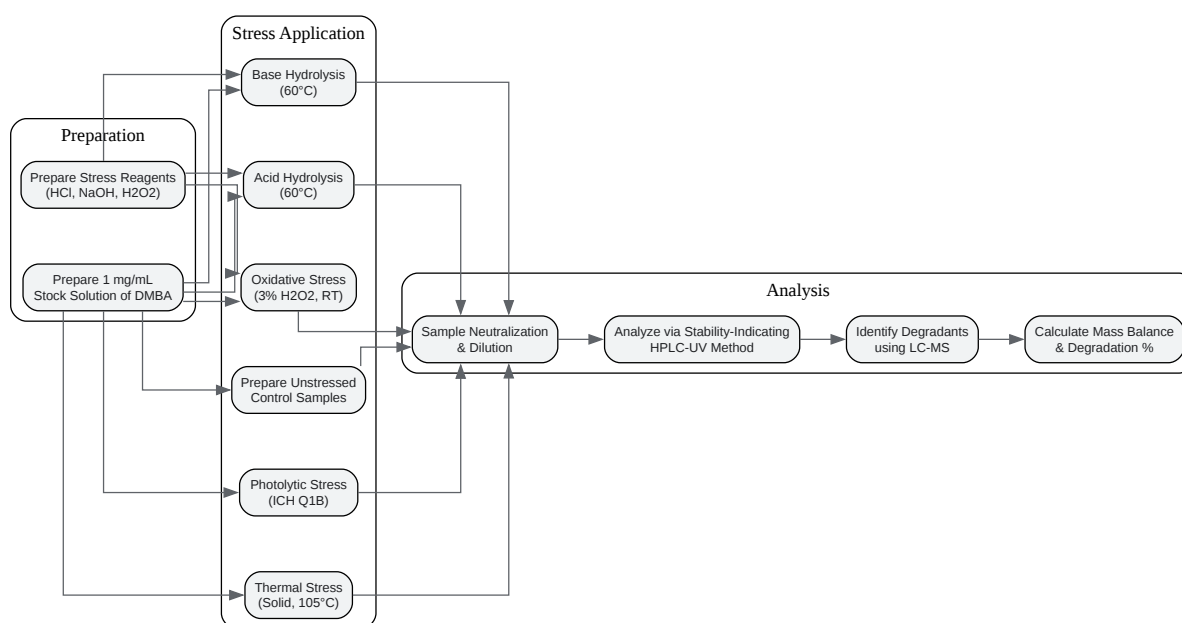 Stress Application
Base Hydrolysis
(60°C)
Preparation
Prepare Stress Reagents
(HCl, NaOH, H2O2)
Acid Hydrolysis
(60°C)
Prepare 1 mg/mL
Stock Solution of DMBA
Oxidative Stress
(3% H2O2, RT)
Analysis
Sample Neutralization
& Dilution
Analyze via Stability-Indicating
HPLC-UV Method
Identify Degradants
using LC-MS
Calculate Mass Balance
& Degradation %
Prepare Unstressed
Control Samples
Photolytic Stress
(ICH Q1B)
Thermal Stress
(Solid, 105°C)